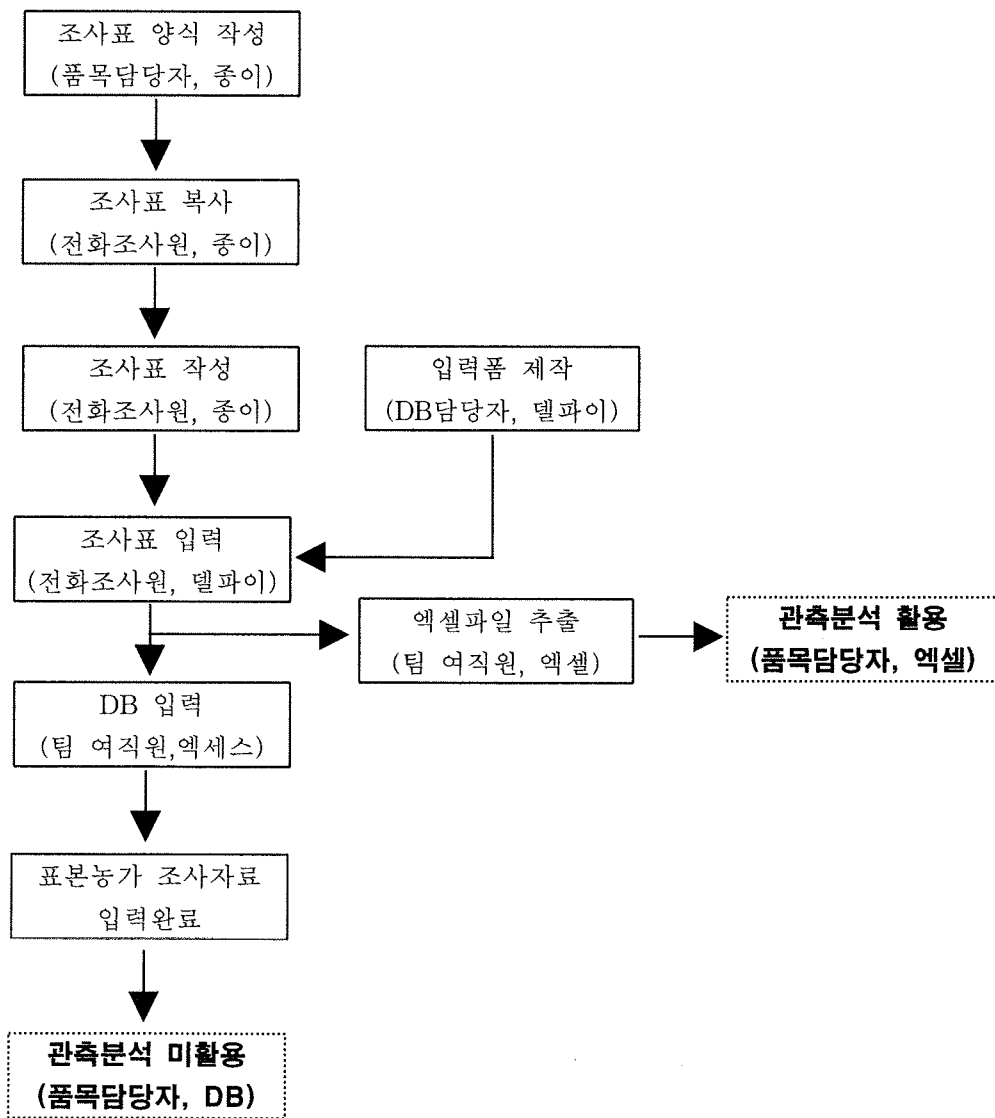 조사표 양식 작성
(품목담당자, 종이)
조사표 복사
(전화조사원, 종이)
조사표 작성
(전화조사원, 종이)
입력폼 제작
(DB담당자, 델파이)
조사표 입력
(전화조사원, 델파이)
엑셀파일 추출
(팀 여직원, 엑셀)
관측분석 활용
(품목담당자, 엑셀)
DB 입력
(팀 여직원,엑세스)
표본농가 조사자료
입력완료
관측분석 미활용
(품목담당자, DB)